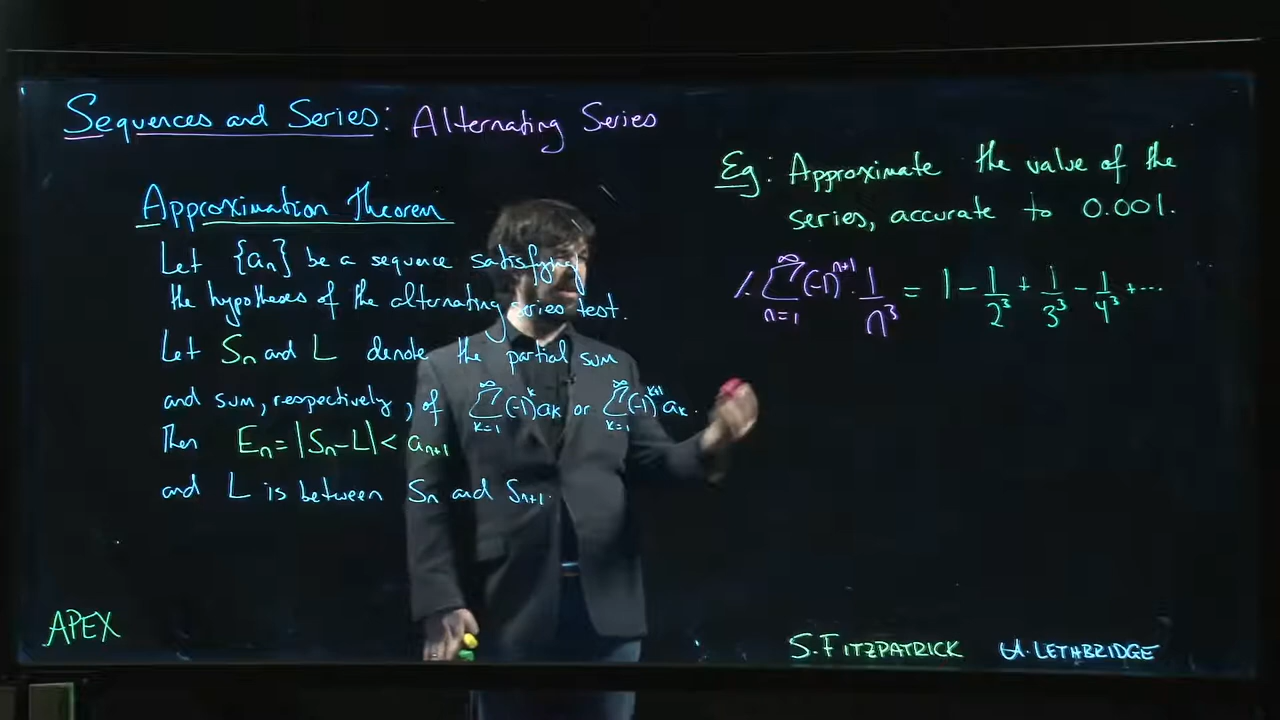 Sequences and Series: Alternating Series
Approximation Theorem
Let {aₙ} be a sequence satisfying
the hypotheses of the alternating series test.
Let Sₙ and L denote the partial sum
and sum, respectively, of ∑_{k=1}^{∞} (-1)^k aₖ or ∑_{k=1}^{∞} (-1)^{k+1} aₖ.
Then Eₙ = |Sₙ - L| < aₙ₊₁
and L is between Sₙ and Sₙ₊₁.
APEX
Eg: Approximate the value of the
series, accurate to 0.001.
1. ∑_{n=1}^{∞} (-1)^{n+1} · 1/n³ = 1 - 1/2³ + 1/3³ - 1/4³ + ...
S. FITZPATRICK U. LETHBRIDGE